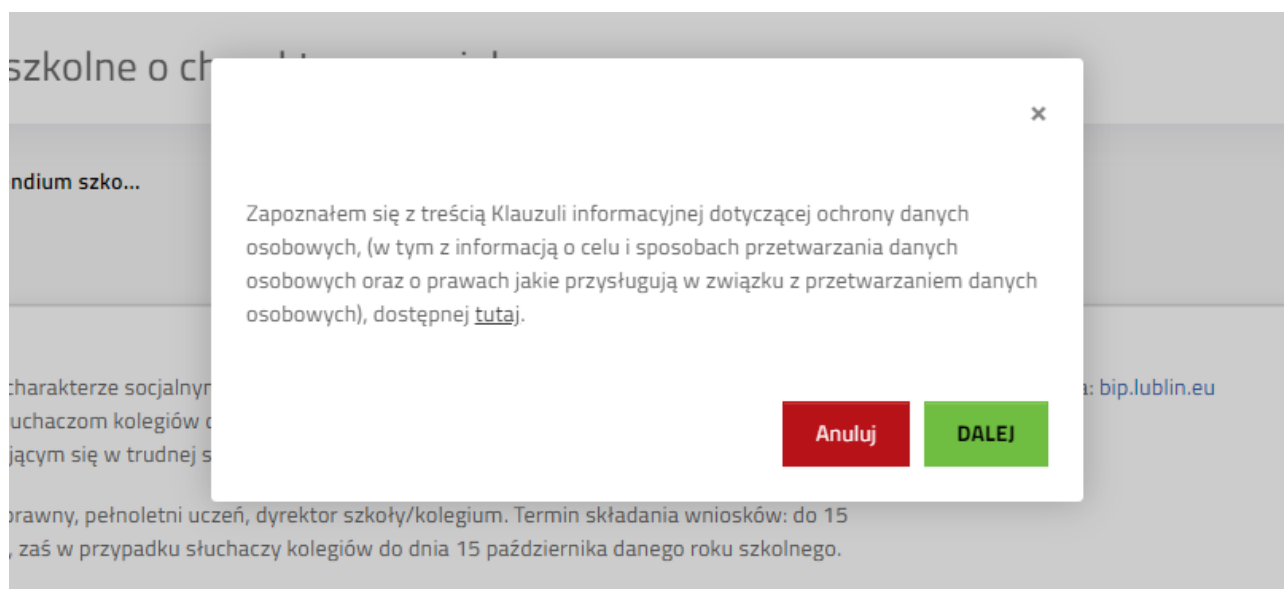 szkolne o ch
×
ndium szko...
Zapoznałem się z treścią Klauzuli informacyjnej dotyczącej ochrony danych
osobowych, (w tym z informacją o celu i sposobach przetwarzania danych
osobowych oraz o prawach jakie przysługują w związku z przetwarzaniem danych
osobowych), dostępnej tutaj.
charakterze socjalnym : bip.lublin.eu
uchaczom kolegiów
Anuluj DALEJ
jącym się w trudnej s
prawny, pełnoletni uczeń, dyrektor szkoły/kolegium. Termin składania wniosków: do 15
, zaś w przypadku słuchaczy kolegiów do dnia 15 października danego roku szkolnego.